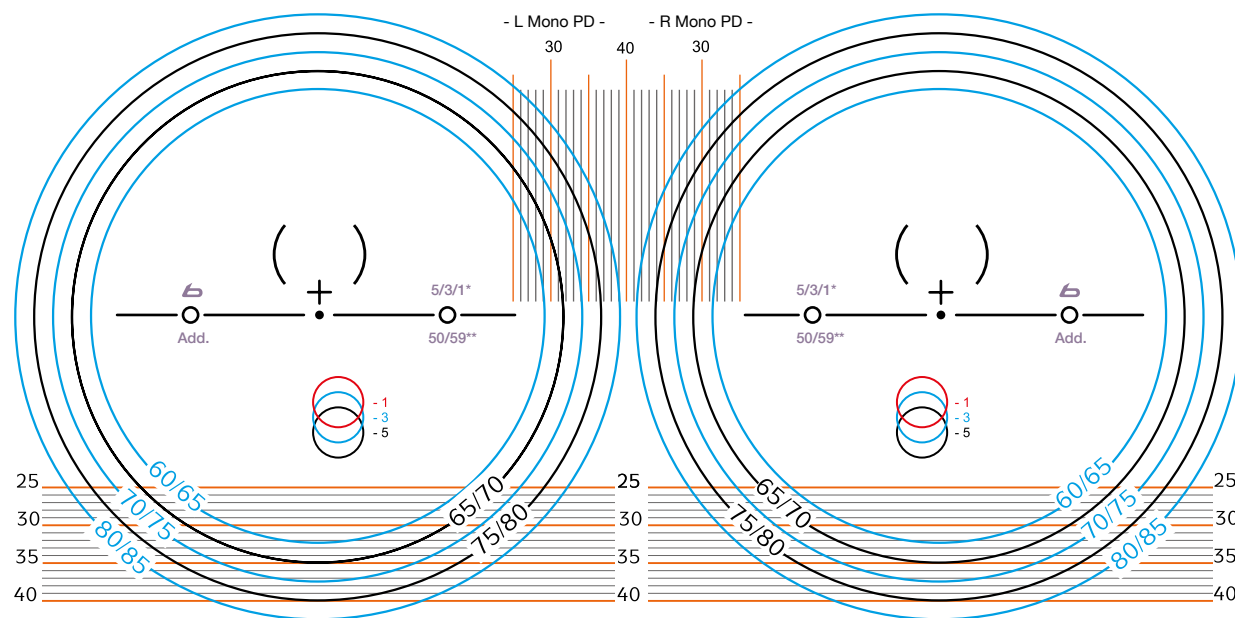 - L Mono PD - - R Mono PD -
30 40 30
5/3/1* 5/3/1*
Add. 50/59** 50/59** Add.
- 1 - 1
- 3 - 3
- 5 - 5
60/65 65/70 65/70 60/65
70/75 75/80 75/80 70/75
80/85 80/85
25 25 25
30 30 30
35 35 35
40 40 40